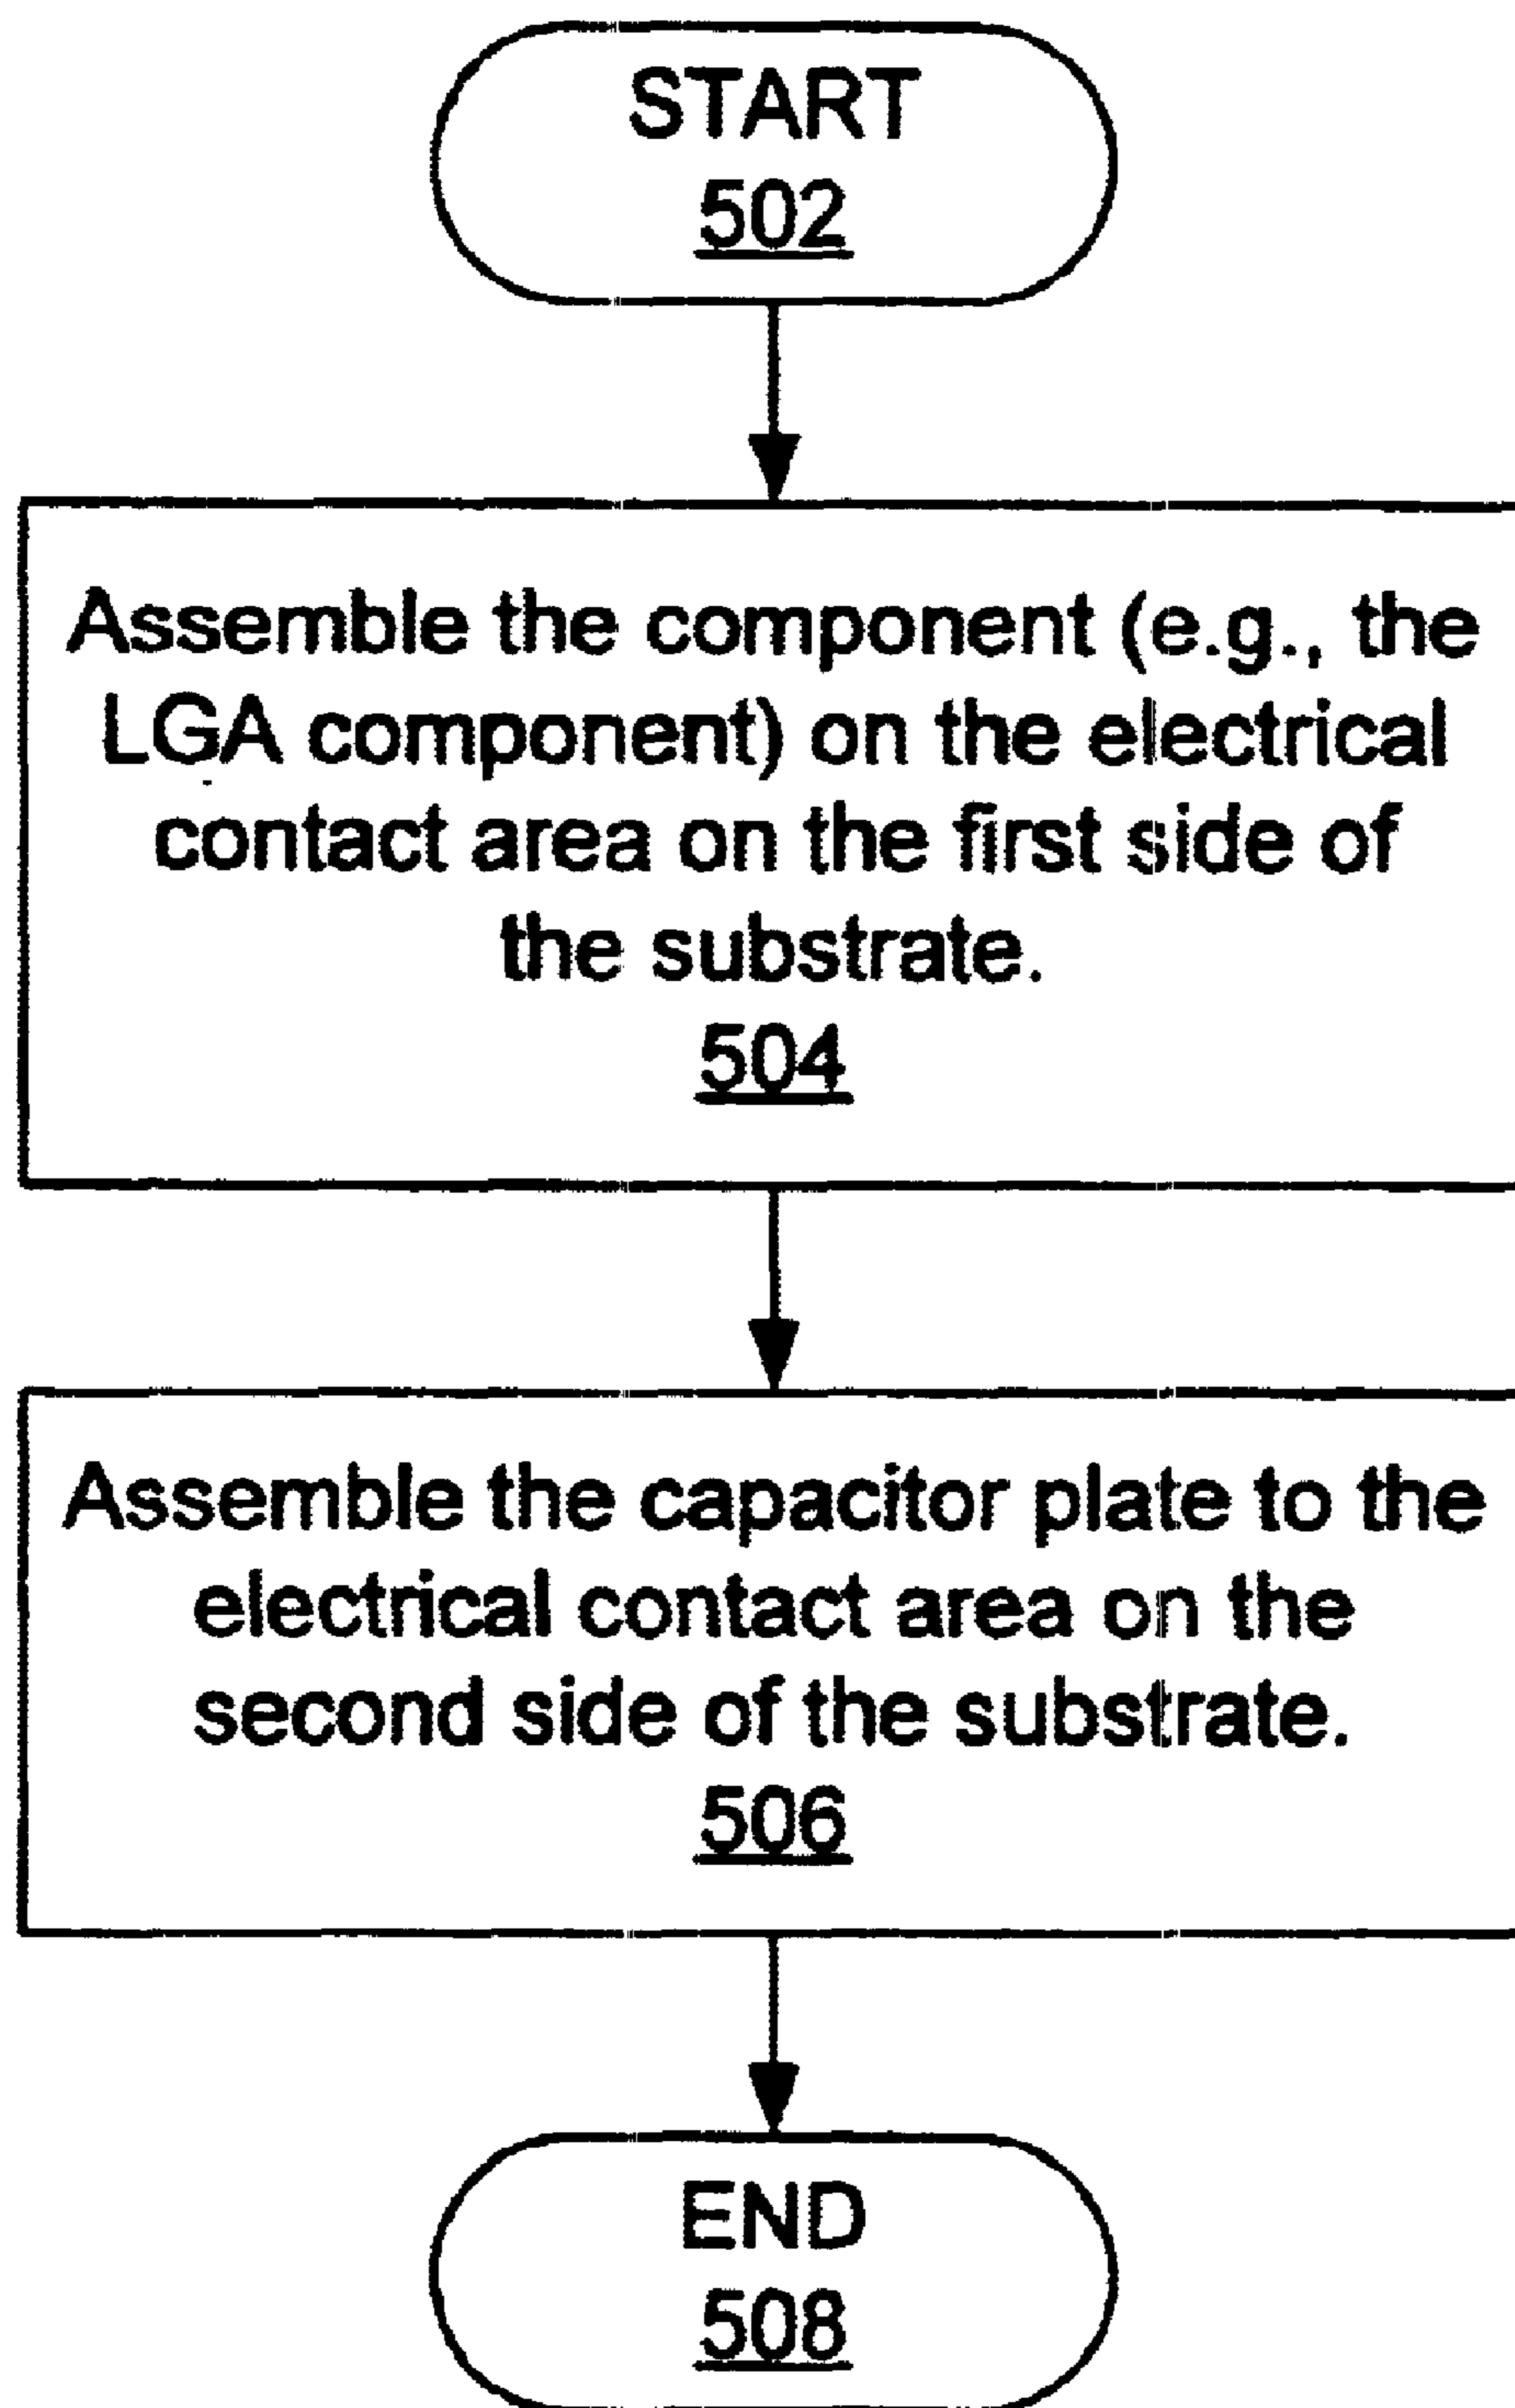 START
502
Assemble the component (e.g., the
LGA component) on the electrical
contact area on the first side of
the substrate.
504
Assemble the capacitor plate to the
electrical contact area on the
second side of the substrate.
506
END
508